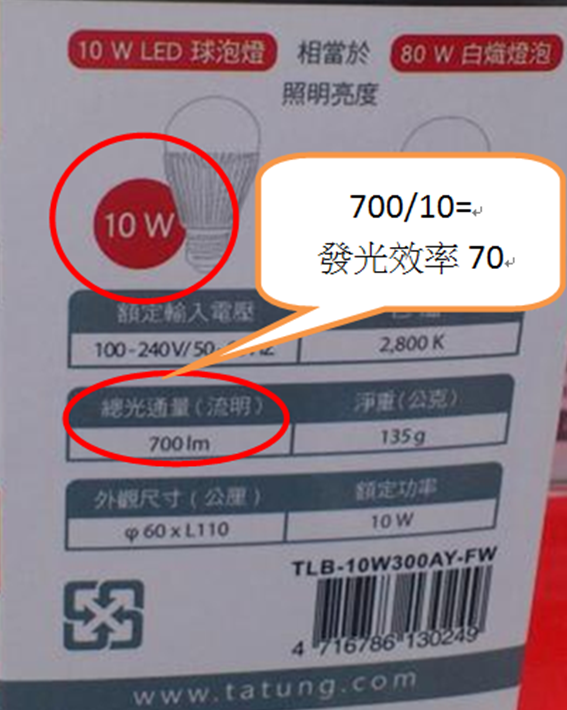 10 W LED 球泡燈 相當於 80 W 白熾燈泡
照明亮度
10 W
700/10=
發光效率 70
額定輸入電壓
100-240V/50- HZ 2,800 K
總光通量(流明) 淨重(公克)
700 lm 135 g
外觀尺寸(公厘) 額定功率
φ 60 x L110 10 W
TLB-10W300AY-FW
4 716786 130249
www.tatung.com